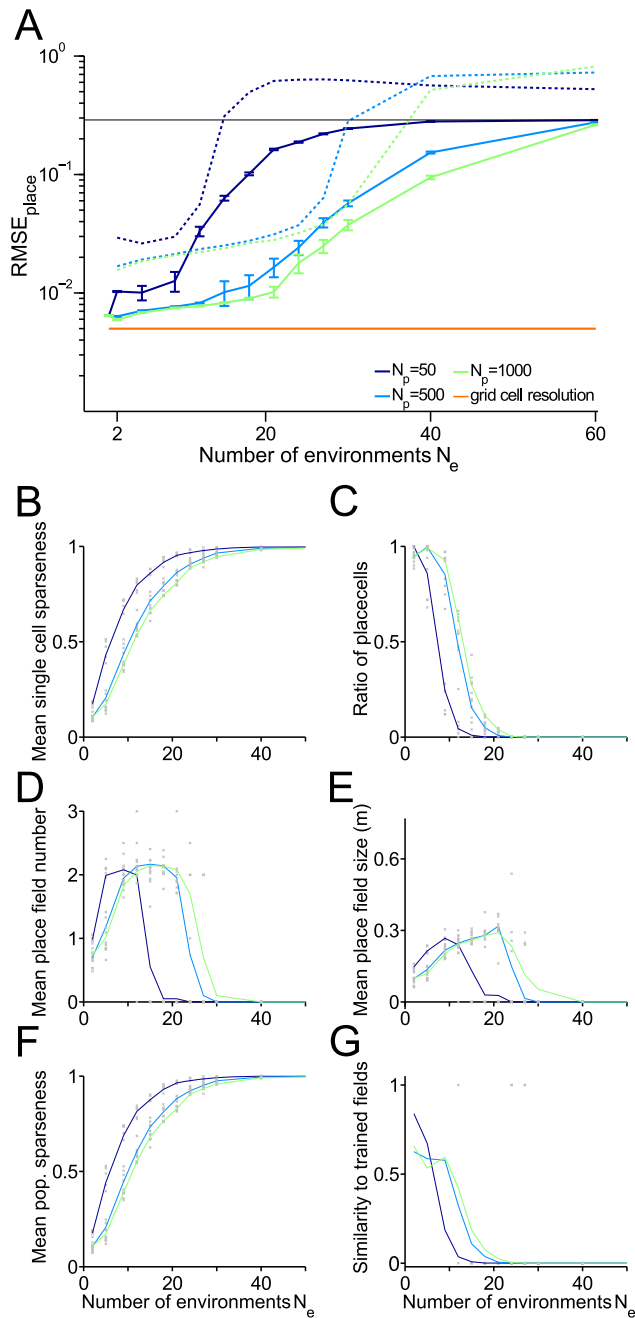 A
RMSE_place
10^0
10^-1
10^-2
N_p=50
N_p=1000
N_p=500
grid cell resolution
2 20 40 60
Number of environments N_e
B
Mean single cell sparseness
1
0.5
0
0 20 40
C
Ratio of placecells
1
0.5
0
0 20 40
D
Mean place field number
3
2
1
0
0 20 40
E
Mean place field size (m)
0.6
0.3
0
0 20 40
F
Mean pop. sparseness
1
0.5
0
0 20 40
Number of environments N_e
G
Similarity to trained fields
1
0.5
0
0 20 40
Number of environments N_e